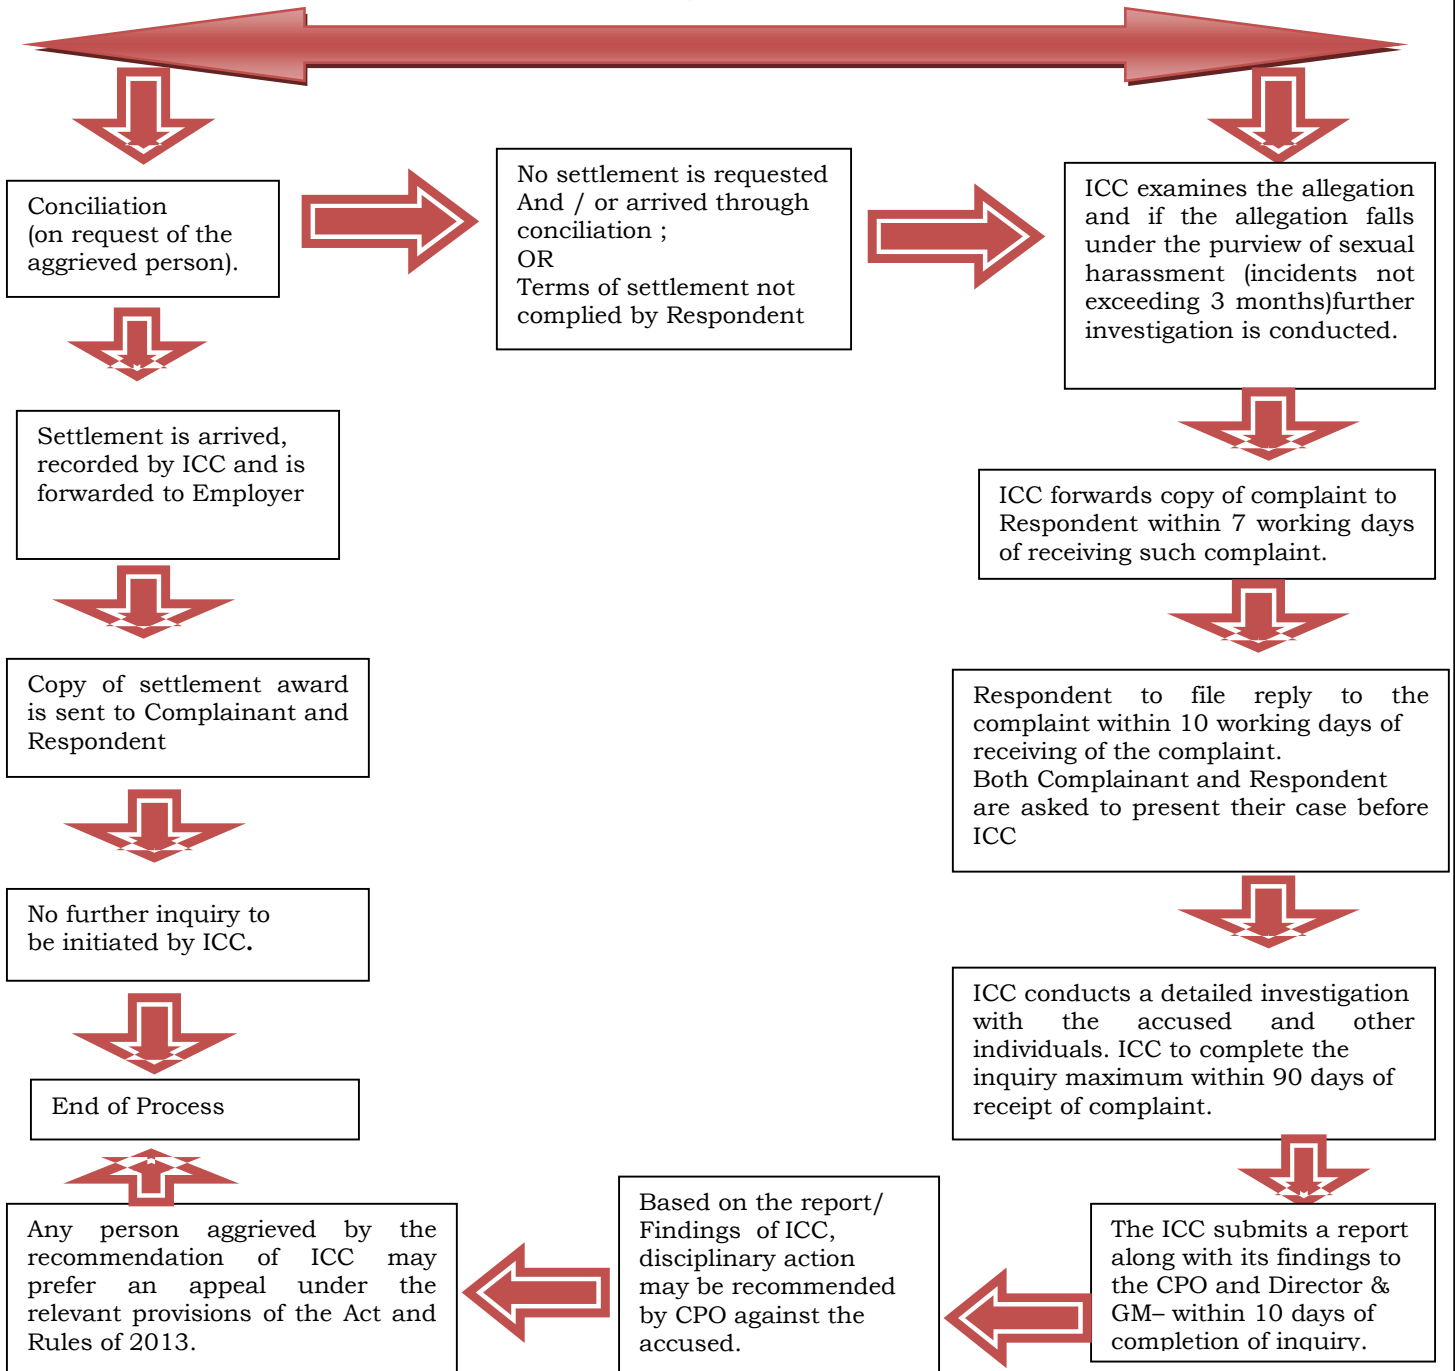 Conciliation
(on request of the
aggrieved person).
No settlement is requested
And / or arrived through
conciliation ;
OR
Terms of settlement not
complied by Respondent
ICC examines the allegation
and if the allegation falls
under the purview of sexual
harassment (incidents not
exceeding 3 months)further
investigation is conducted.
Settlement is arrived,
recorded by ICC and is
forwarded to Employer
ICC forwards copy of complaint to
Respondent within 7 working days
of receiving such complaint.
Copy of settlement award
is sent to Complainant and
Respondent
Respondent to file reply to the
complaint within 10 working days of
receiving of the complaint.
Both Complainant and Respondent
are asked to present their case before
ICC
No further inquiry to
be initiated by ICC.
ICC conducts a detailed investigation
with the accused and other
individuals. ICC to complete the
inquiry maximum within 90 days of
receipt of complaint.
End of Process
The ICC submits a report
along with its findings to
the CPO and Director &
GM– within 10 days of
completion of inquiry.
Based on the report/
Findings of ICC,
disciplinary action
may be recommended
by CPO against the
accused.
Any person aggrieved by the
recommendation of ICC may
prefer an appeal under the
relevant provisions of the Act and
Rules of 2013.